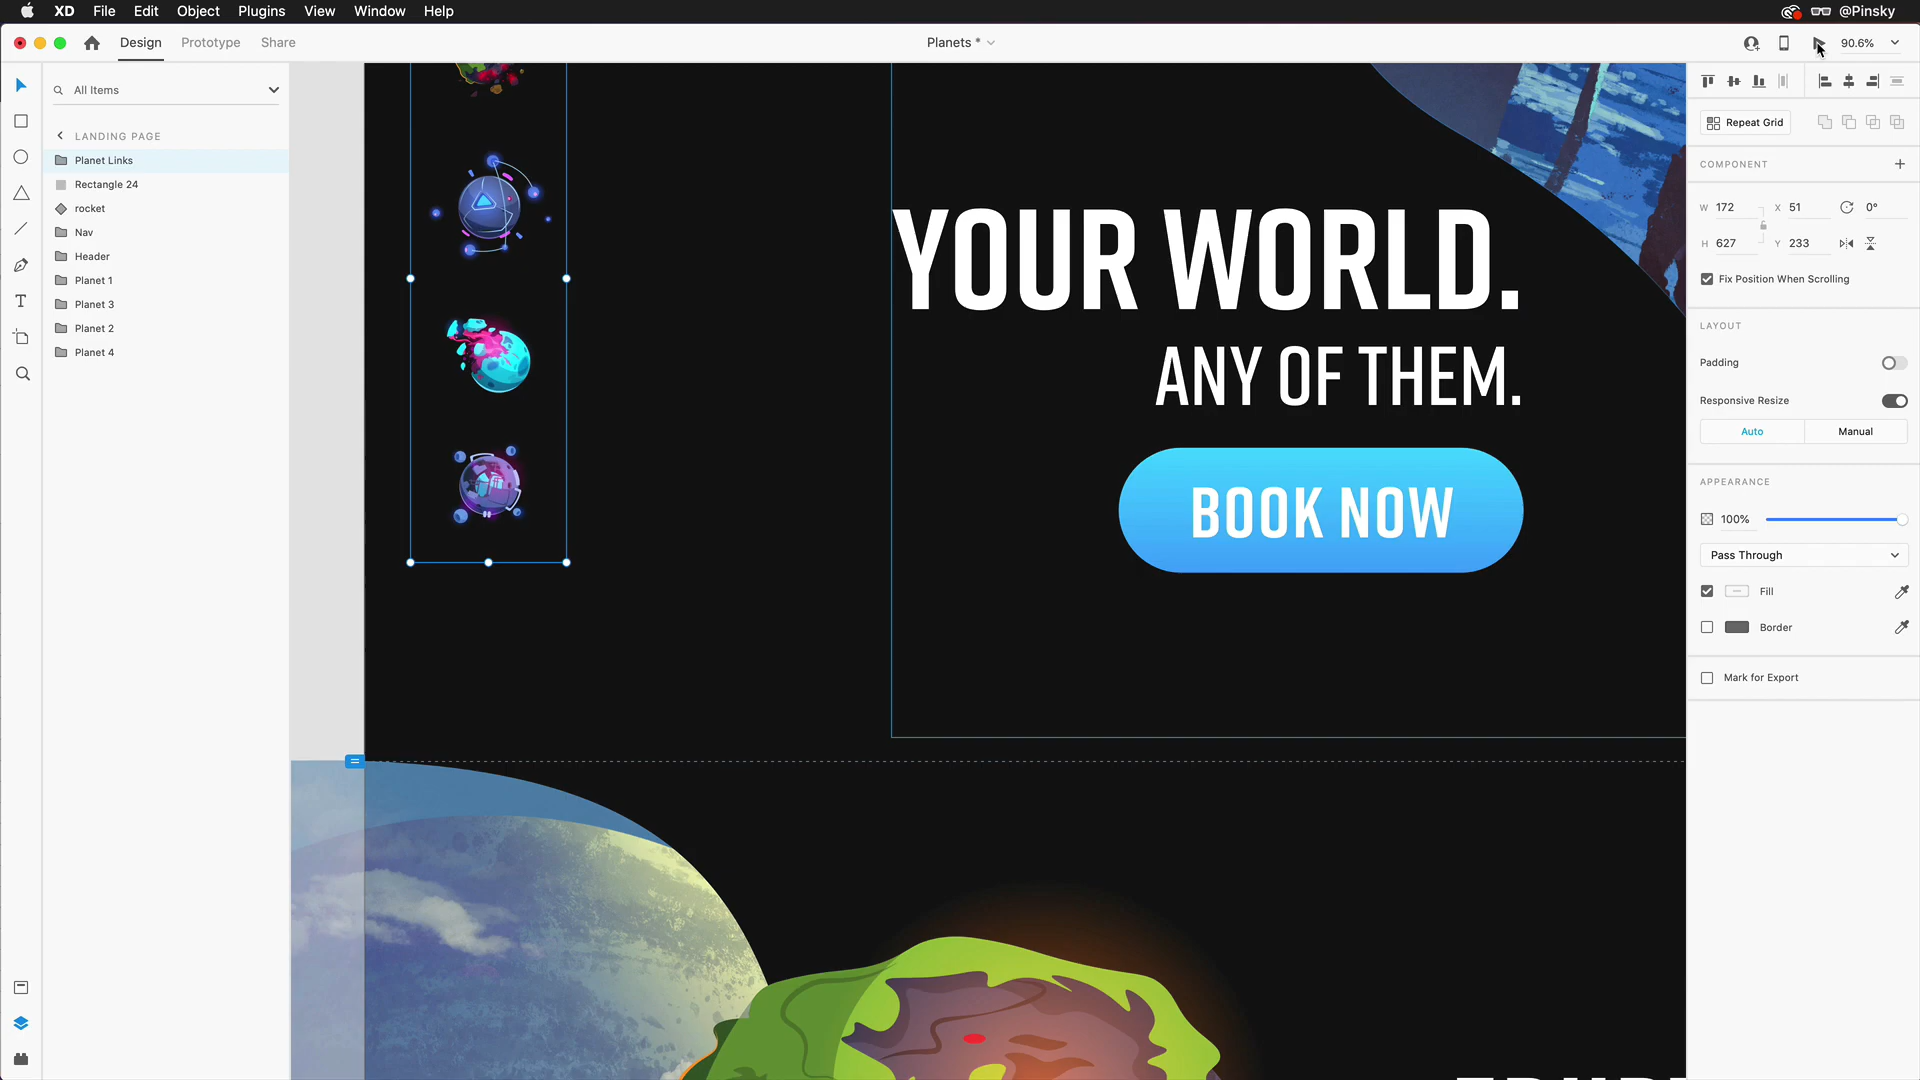 XD File Edit Object Plugins View Window Help @Pinsky
Design Prototype Share Planets * 90.6%
All Items
LANDING PAGE
Planet Links
Rectangle 24
rocket
Nav
Header
Planet 1
Planet 3
Planet 2
Planet 4
YOUR WORLD.
ANY OF THEM.
BOOK NOW
Repeat Grid
COMPONENT
W 172 X 51 0°
H 627 Y 233
Fix Position When Scrolling
LAYOUT
Padding
Responsive Resize
Auto Manual
APPEARANCE
100%
Pass Through
Fill
Border
Mark for Export